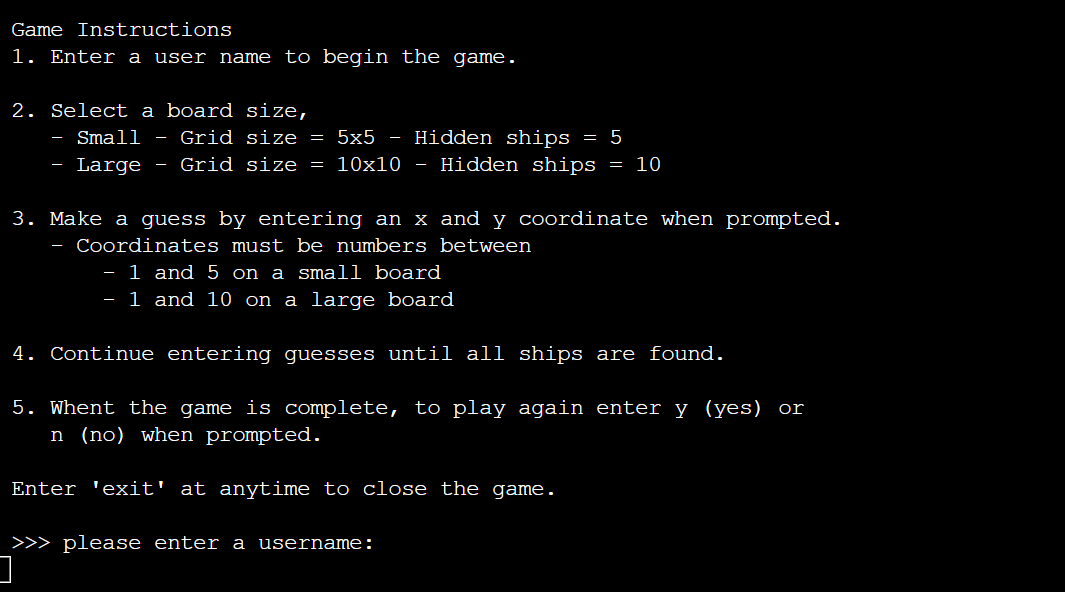 Game Instructions
1. Enter a user name to begin the game.
2. Select a board size,
- Small - Grid size = 5x5 - Hidden ships = 5
- Large - Grid size = 10x10 - Hidden ships = 10
3. Make a guess by entering an x and y coordinate when prompted.
- Coordinates must be numbers between
- 1 and 5 on a small board
- 1 and 10 on a large board
4. Continue entering guesses until all ships are found.
5. Whent the game is complete, to play again enter y (yes) or
n (no) when prompted.
Enter 'exit' at anytime to close the game.
>>> please enter a username: